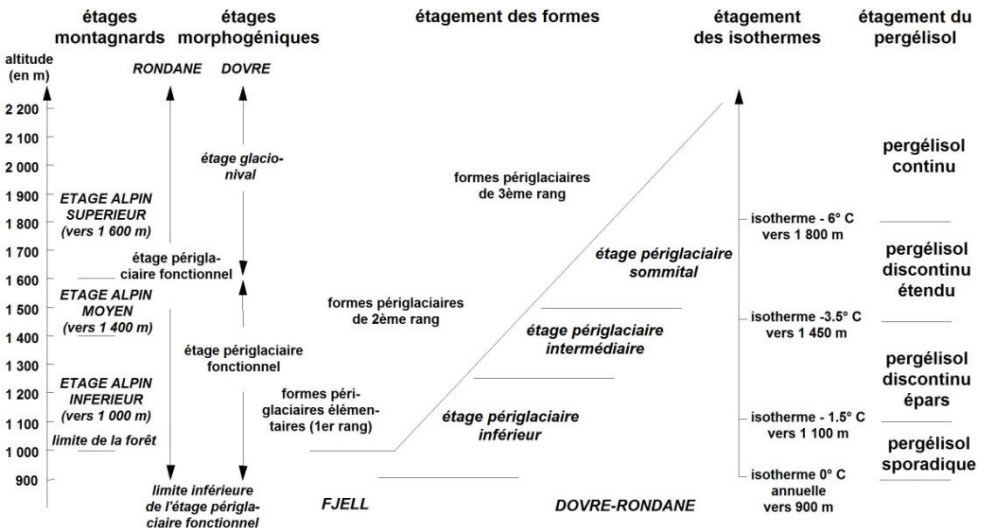 étages
montagnards
étages
morphogéniques
étagement des formes
étagement
des isothermes
étagement du
pergélisol
altitude
(en m)
RONDANE
DOVRE
2 200
2 100
2 000
1 900
1 800
1 700
1 600
1 500
1 400
1 300
1 200
1 100
1 000
900
ETAGE ALPIN
SUPERIEUR
(vers 1 600 m)
ETAGE ALPIN
MOYEN
(vers 1 400 m)
ETAGE ALPIN
INFERIEUR
(vers 1 000 m)
limite de la forêt
étage périgla-
ciaire fonctionnel
limite inférieure
de l'étage périgla-
ciaire fonctionnel
étage glacio-
nival
étage périglaciaire
fonctionnel
formes périglaciaires
de 3ème rang
formes périglaciaires
de 2ème rang
formes péri-
glaciaires élémen-
taires (1er rang)
étage périglaciaire
sommital
étage périglaciaire
intermédiaire
étage périglaciaire
inférieur
FJELL
DOVRE-RONDANE
isotherme - 6° C
vers 1 800 m
isotherme -3.5° C
vers 1 450 m
isotherme - 1.5° C
vers 1 100 m
isotherme 0° C
annuelle
vers 900 m
pergélisol
continu
pergélisol
discontinu
étendu
pergélisol
discontinu
épars
pergélisol
sporadique